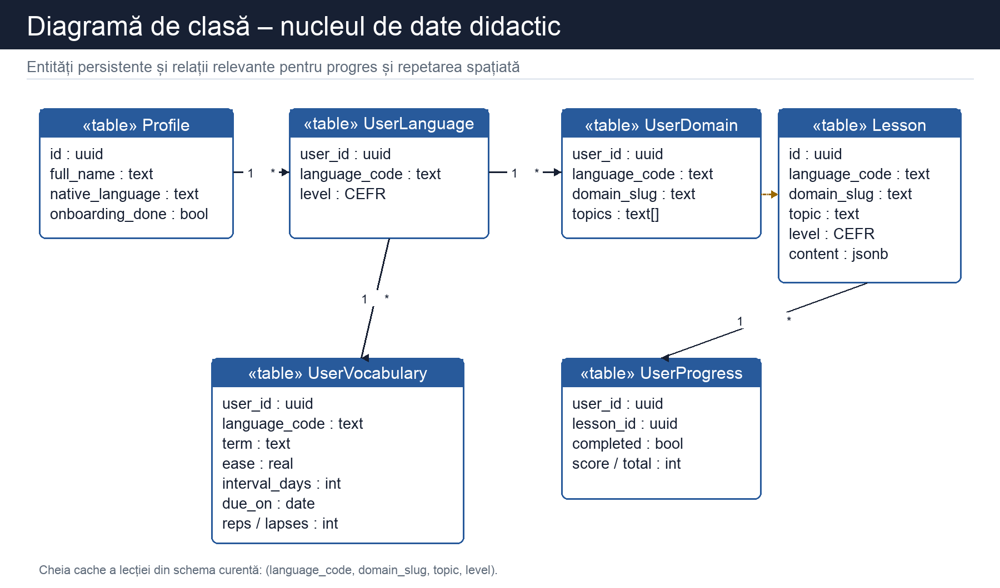 Diagramă de clasă – nucleul de date didactic
Entități persistente și relații relevante pentru progres și repetarea spațiată
«table» Profile
id : uuid
full_name : text
native_language : text
onboarding_done : bool
1 *
«table» UserLanguage
user_id : uuid
language_code : text
level : CEFR
1 *
«table» UserDomain
user_id : uuid
language_code : text
domain_slug : text
topics : text[]
«table» Lesson
id : uuid
language_code : text
domain_slug : text
topic : text
level : CEFR
content : jsonb
1 *
1 *
«table» UserVocabulary
user_id : uuid
language_code : text
term : text
ease : real
interval_days : int
due_on : date
reps / lapses : int
«table» UserProgress
user_id : uuid
lesson_id : uuid
completed : bool
score / total : int
Cheia cache a lecției din schema curentă: (language_code, domain_slug, topic, level).